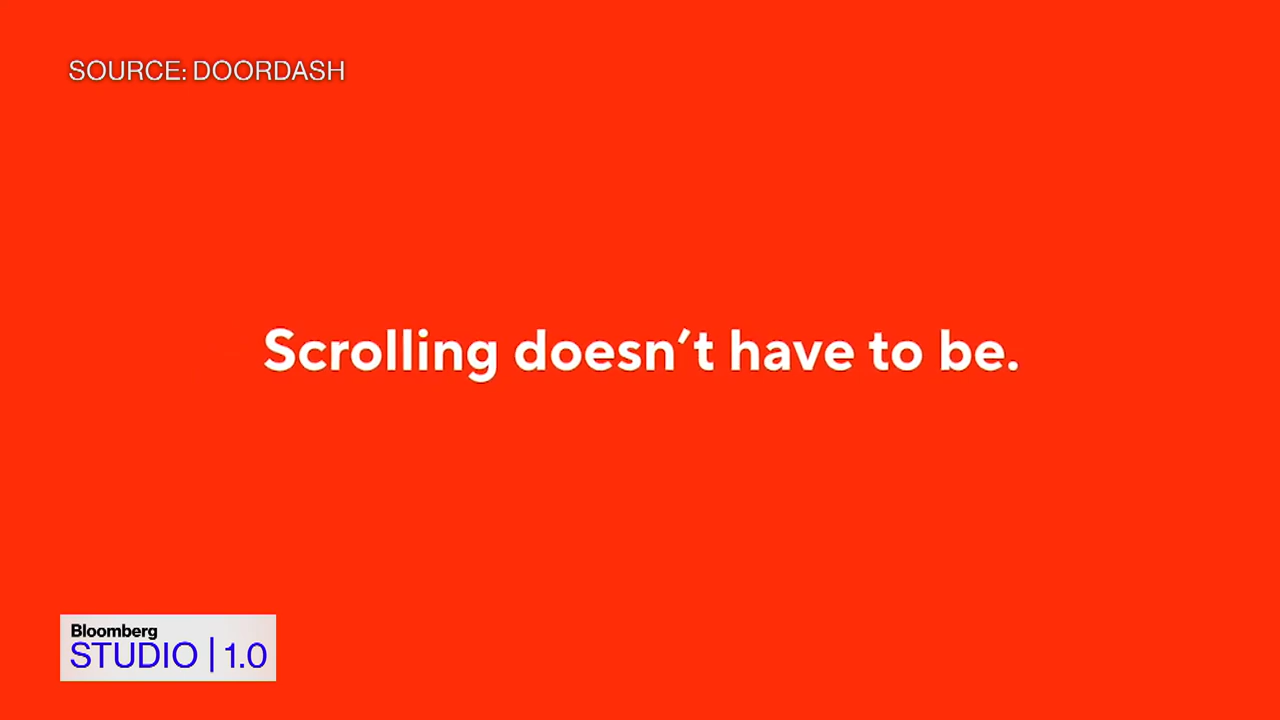 SOURCE: DOORDASH
Scrolling doesn’t have to be.
Bloomberg
STUDIO | 1.0